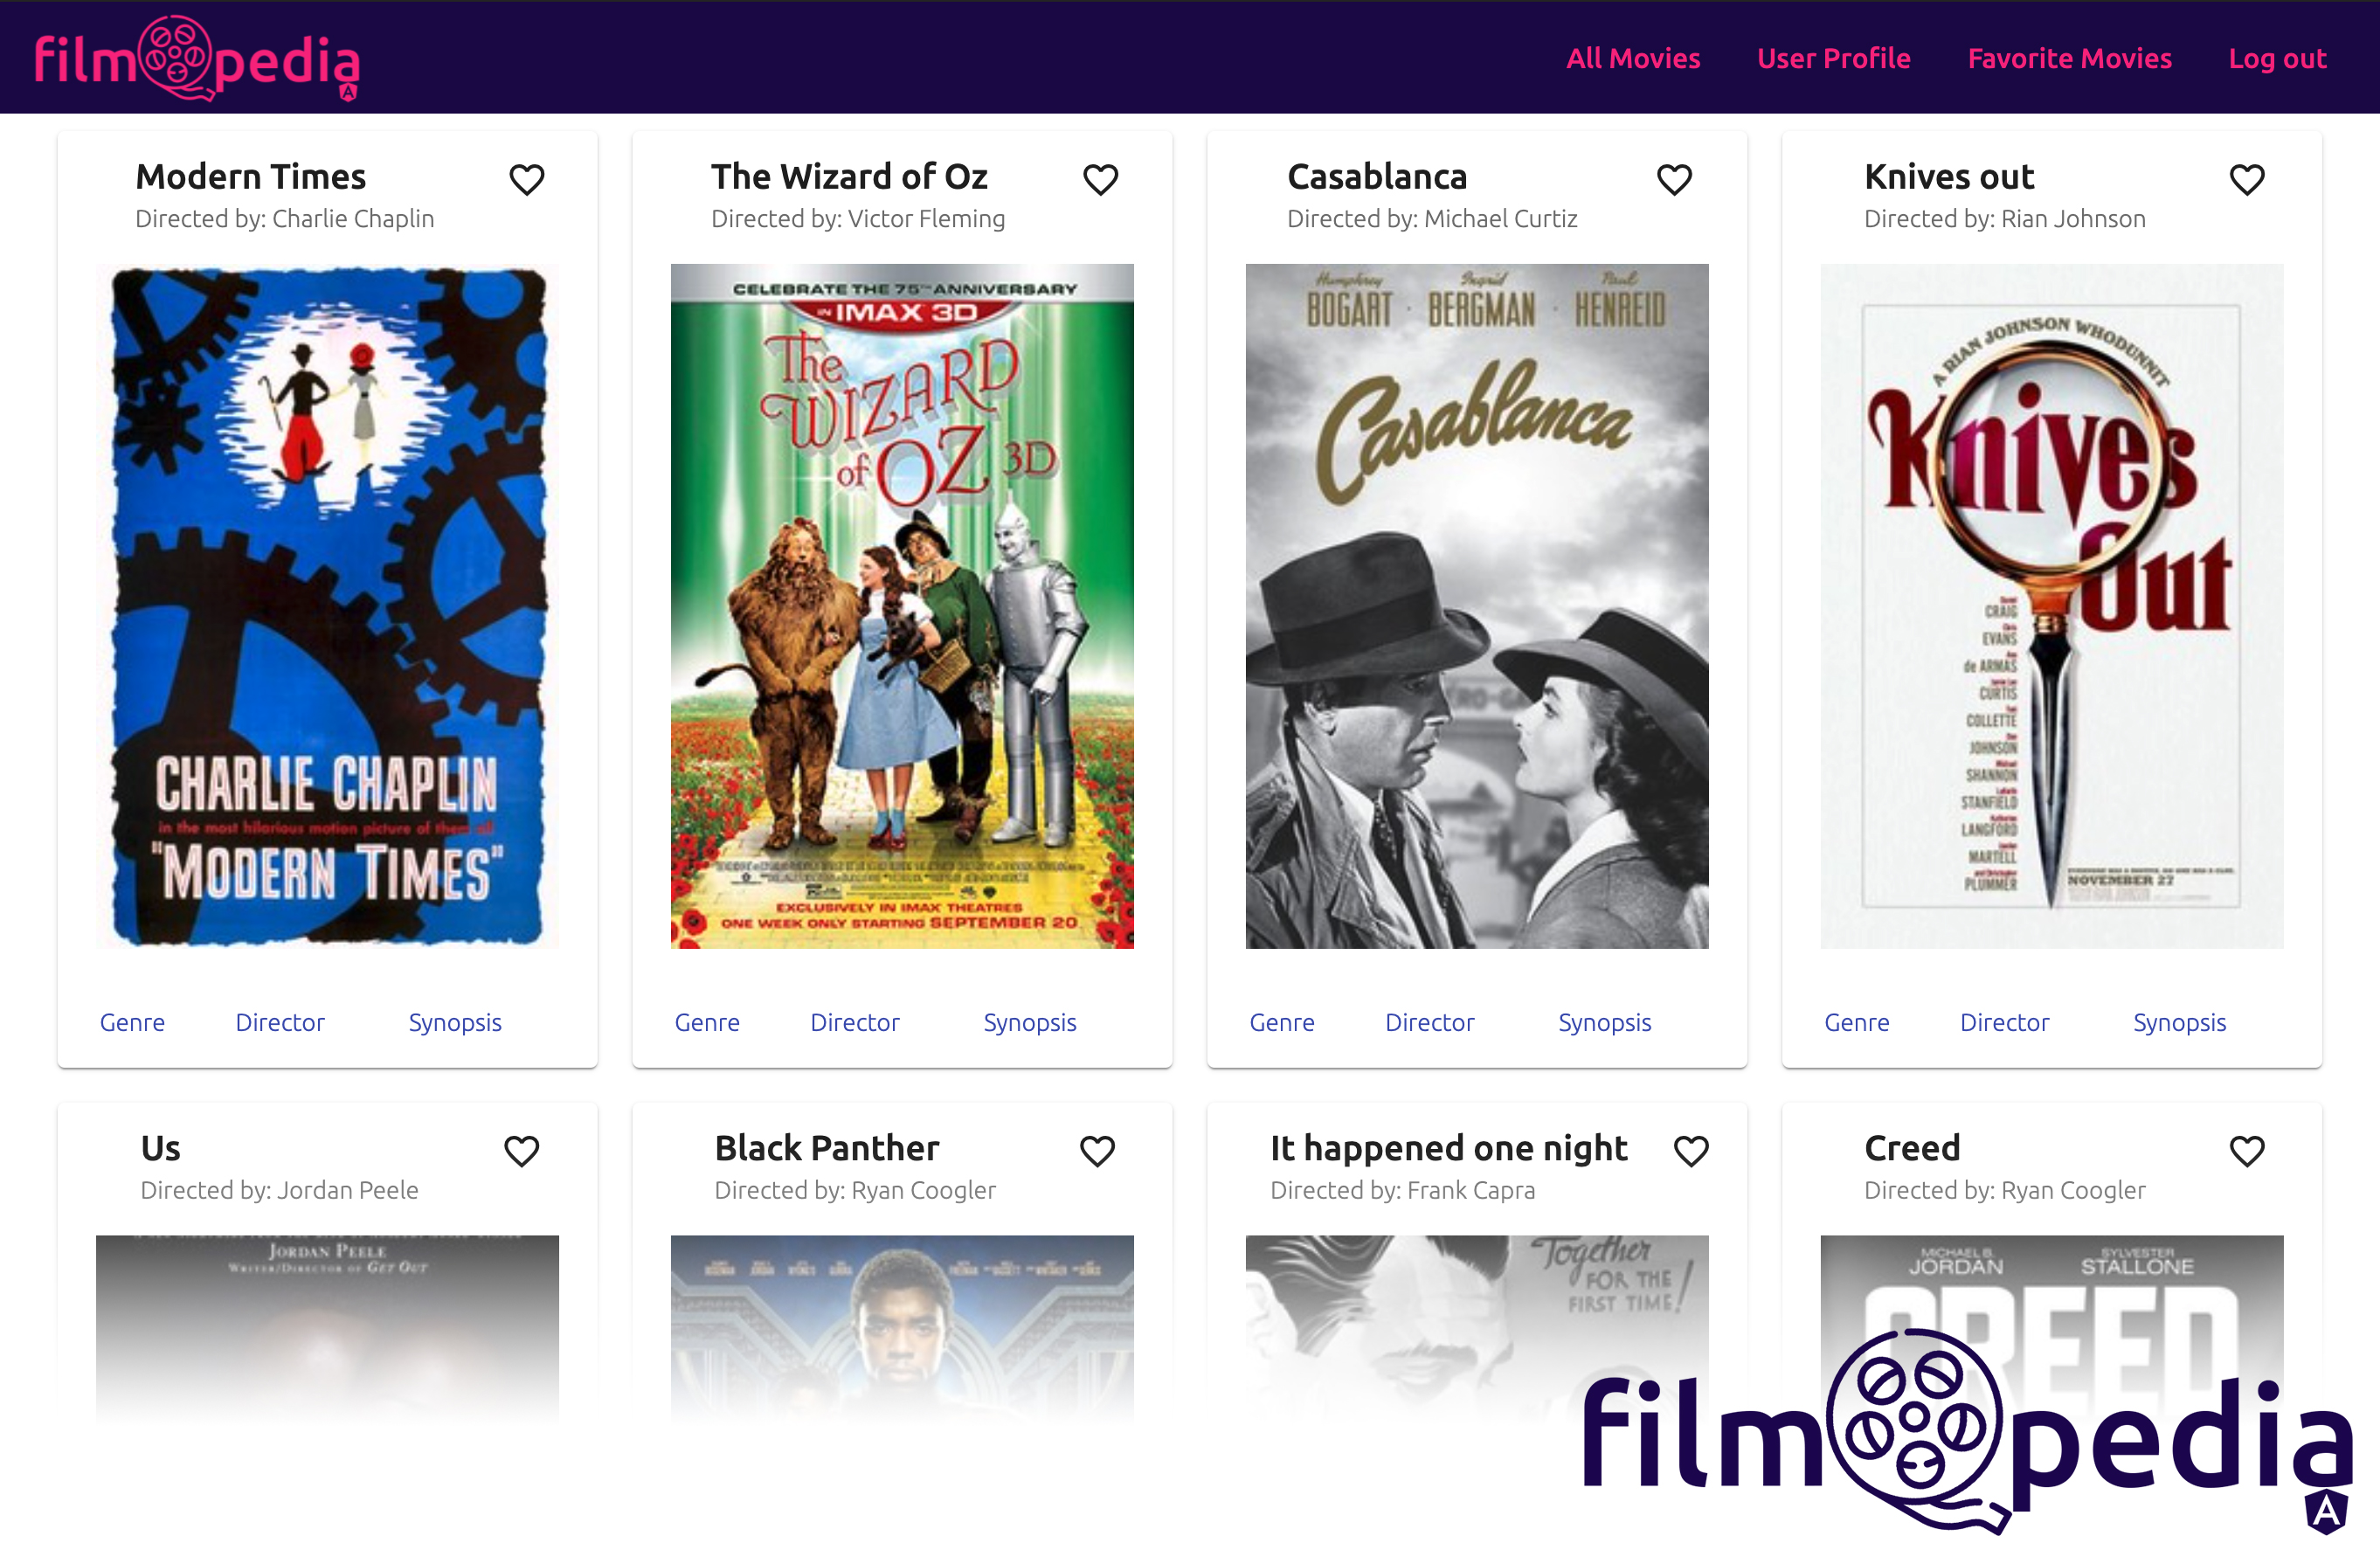 filmopedia
All Movies User Profile Favorite Movies Log out
Modern Times
Directed by: Charlie Chaplin
CHARLIE CHAPLIN
in the most hilarious motion picture of them all
"MODERN TIMES"
Genre Director Synopsis
The Wizard of Oz
Directed by: Victor Fleming
CELEBRATE THE 75TH ANNIVERSARY
IN IMAX 3D
The
WIZARD
of OZ 3D
EXCLUSIVELY IN IMAX THEATRES
ONE WEEK ONLY STARTING SEPTEMBER 20
Genre Director Synopsis
Casablanca
Directed by: Michael Curtiz
Humphrey Ingrid Paul
BOGART · BERGMAN · HENREID
Casablanca
Genre Director Synopsis
Knives out
Directed by: Rian Johnson
A RIAN JOHNSON WHODUNNIT
Knives
Out
CRAIG
EVANS
de ARMAS
CURTIS
COLLETTE
JOHNSON
SHANNON
STANFIELD
LANGFORD
MARTELL
PLUMMER
NOVEMBER 27
Genre Director Synopsis
Us
Directed by: Jordan Peele
JORDAN PEELE
WRITER/DIRECTOR OF GET OUT
Black Panther
Directed by: Ryan Coogler
It happened one night
Directed by: Frank Capra
Together
FOR THE
FIRST TIME!
Creed
Directed by: Ryan Coogler
MICHAEL B. SYLVESTER
JORDAN STALLONE
CREED
filmopedia
A